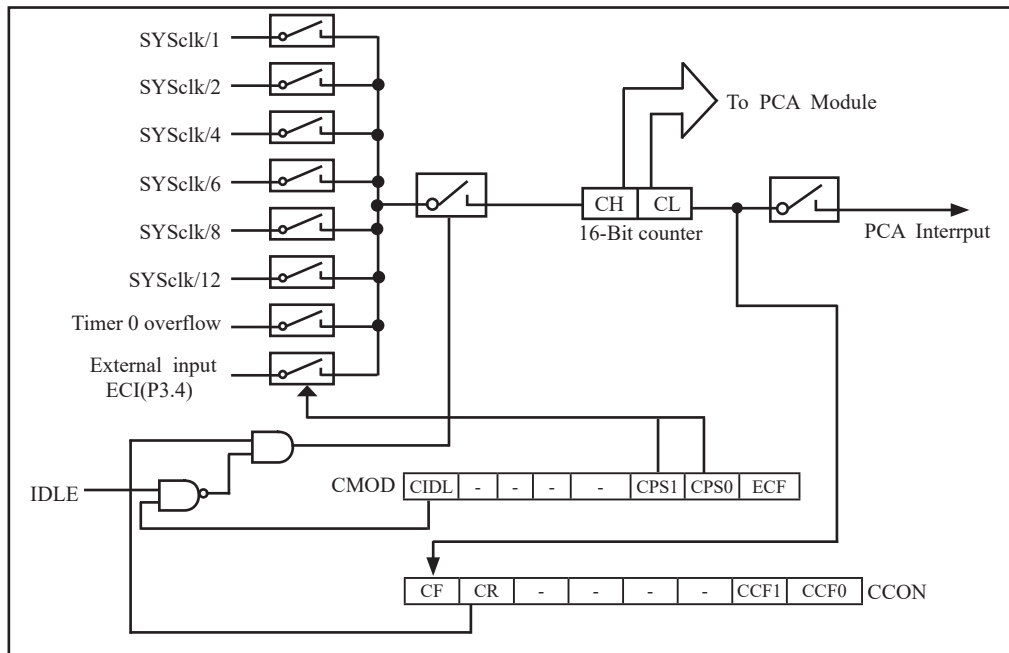 SYSclk/1
SYSclk/2
SYSclk/4
SYSclk/6
SYSclk/8
SYSclk/12
Timer 0 overflow
External input
ECI(P3.4)
To PCA Module
CH CL
16-Bit counter
PCA Interrput
IDLE
CMOD CIDL - - - - CPS1 CPS0 ECF
CF CR - - - - CCF1 CCF0 CCON